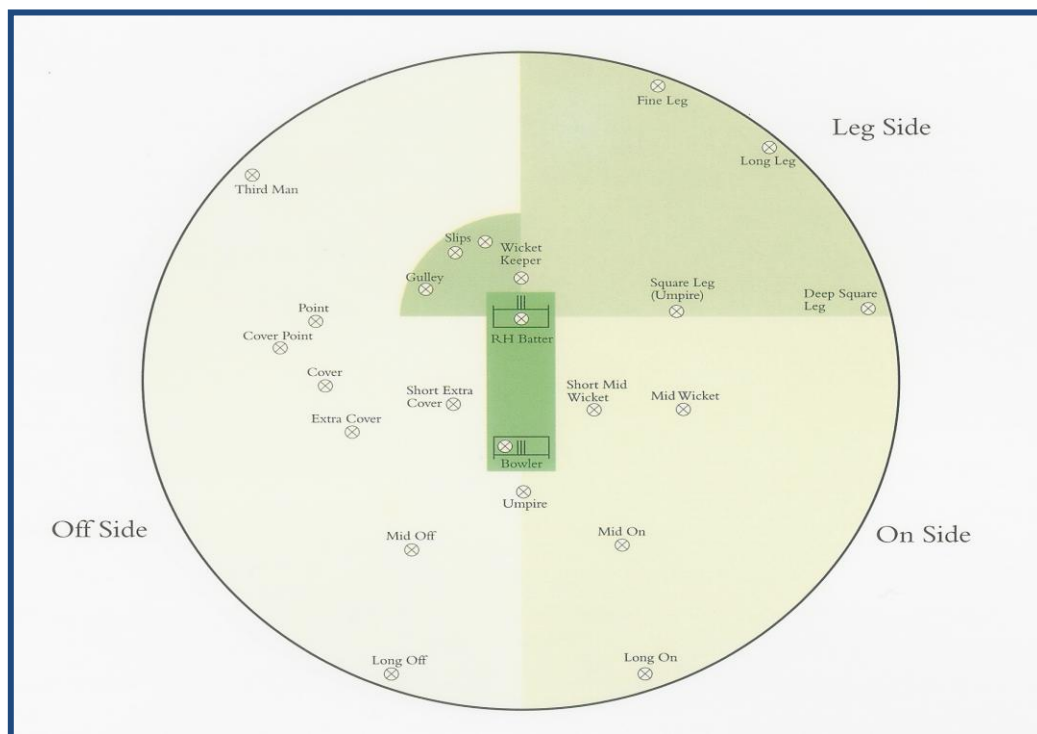 Fine Leg
Leg Side
Long Leg
Third Man
Slips
Wicket
Keeper
Gulley
Square Leg
(Umpire)
Deep Square
Leg
Point
Cover Point
RH Batter
Cover
Short Extra
Cover
Short Mid
Wicket
Mid Wicket
Extra Cover
Bowler
Umpire
Off Side
Mid Off
Mid On
On Side
Long Off
Long On